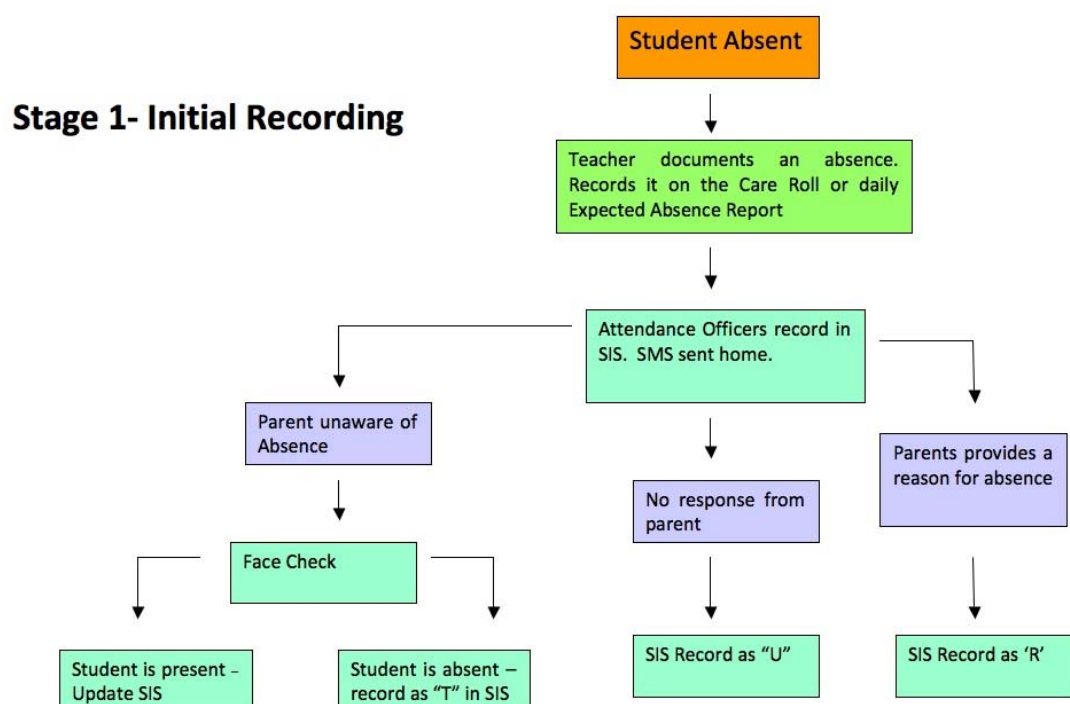 Student Absent
Stage 1- Initial Recording
Teacher documents an absence.
Records it on the Care Roll or daily
Expected Absence Report
Attendance Officers record in
SIS. SMS sent home.
Parent unaware of
Absence
Parents provides a
reason for absence
No response from
parent
Face Check
Student is present -
Update SIS
Student is absent –
record as “T” in SIS
SIS Record as “U”
SIS Record as ‘R’